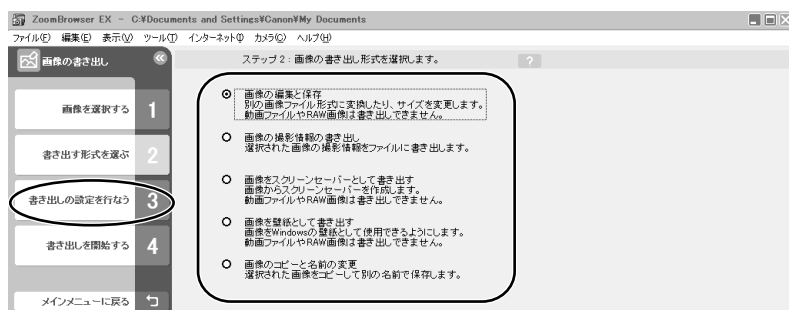 ZoomBrowser EX - C:¥Documents and Settings¥Canon¥My Documents
ファイル(F) 編集(E) 表示(V) ツール(T) インターネット(I) カメラ(C) ヘルプ(H)
画像の書き出し
ステップ2：画像の書き出し形式を選択します。
?
画像を選択する 1
書き出す形式を選ぶ 2
書き出しの設定を行なう 3
書き出しを開始する 4
メインメニューに戻る
画像の編集と保存
別の画像ファイル形式に変換したり、サイズを変更します。
動画ファイルやRAW画像は書き出しできません。
画像の撮影情報の書き出し
選択された画像の撮影情報をファイルに書き出します。
画像をスクリーンセーバーとして書き出す
画像からスクリーンセーバーを作成します。
動画ファイルやRAW画像は書き出しできません。
画像を壁紙として書き出す
画像をWindowsの壁紙として使用できるようにします。
動画ファイルやRAW画像は書き出しできません。
画像のコピーと名前の変更
選択された画像をコピーして別の名前で保存します。